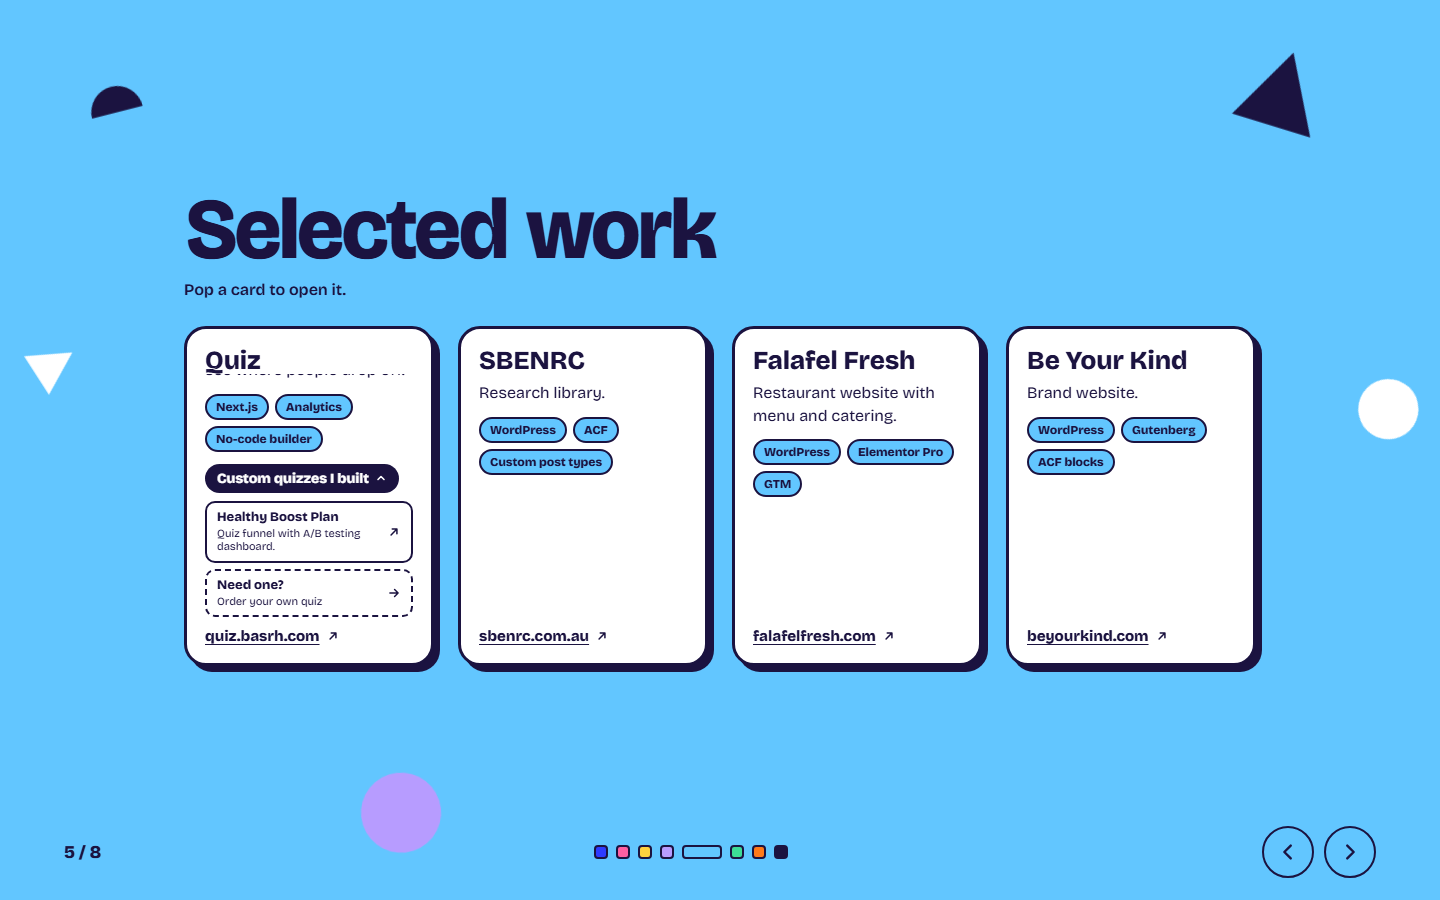 Selected work
Pop a card to open it.
Quiz
Next.js
Analytics
No-code builder
Custom quizzes I built
Healthy Boost Plan
Quiz funnel with A/B testing
dashboard.
Need one?
Order your own quiz
quiz.basrh.com
SBENRC
Research library.
WordPress
ACF
Custom post types
sbenrc.com.au
Falafel Fresh
Restaurant website with
menu and catering.
WordPress
Elementor Pro
GTM
falafelfresh.com
Be Your Kind
Brand website.
WordPress
Gutenberg
ACF blocks
beyourkind.com
5 / 8